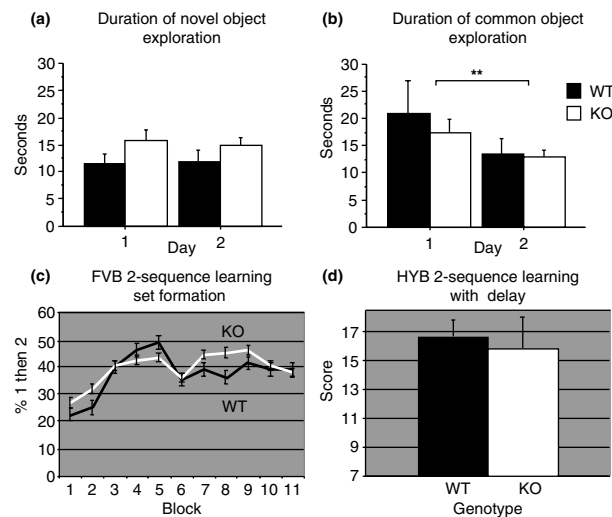 (a)
Duration of novel object
exploration
Seconds
30
25
20
15
10
5
0
1
2
Day
(b)
Duration of common object
exploration
**
WT
KO
Seconds
30
25
20
15
10
5
0
1
2
Day
(c)
FVB 2-sequence learning
set formation
% 1 then 2
60
50
40
30
20
0
KO
WT
1 2 3 4 5 6 7 8 9 10 11
Block
(d)
HYB 2-sequence learning
with delay
Score
17
15
13
11
9
7
WT
KO
Genotype